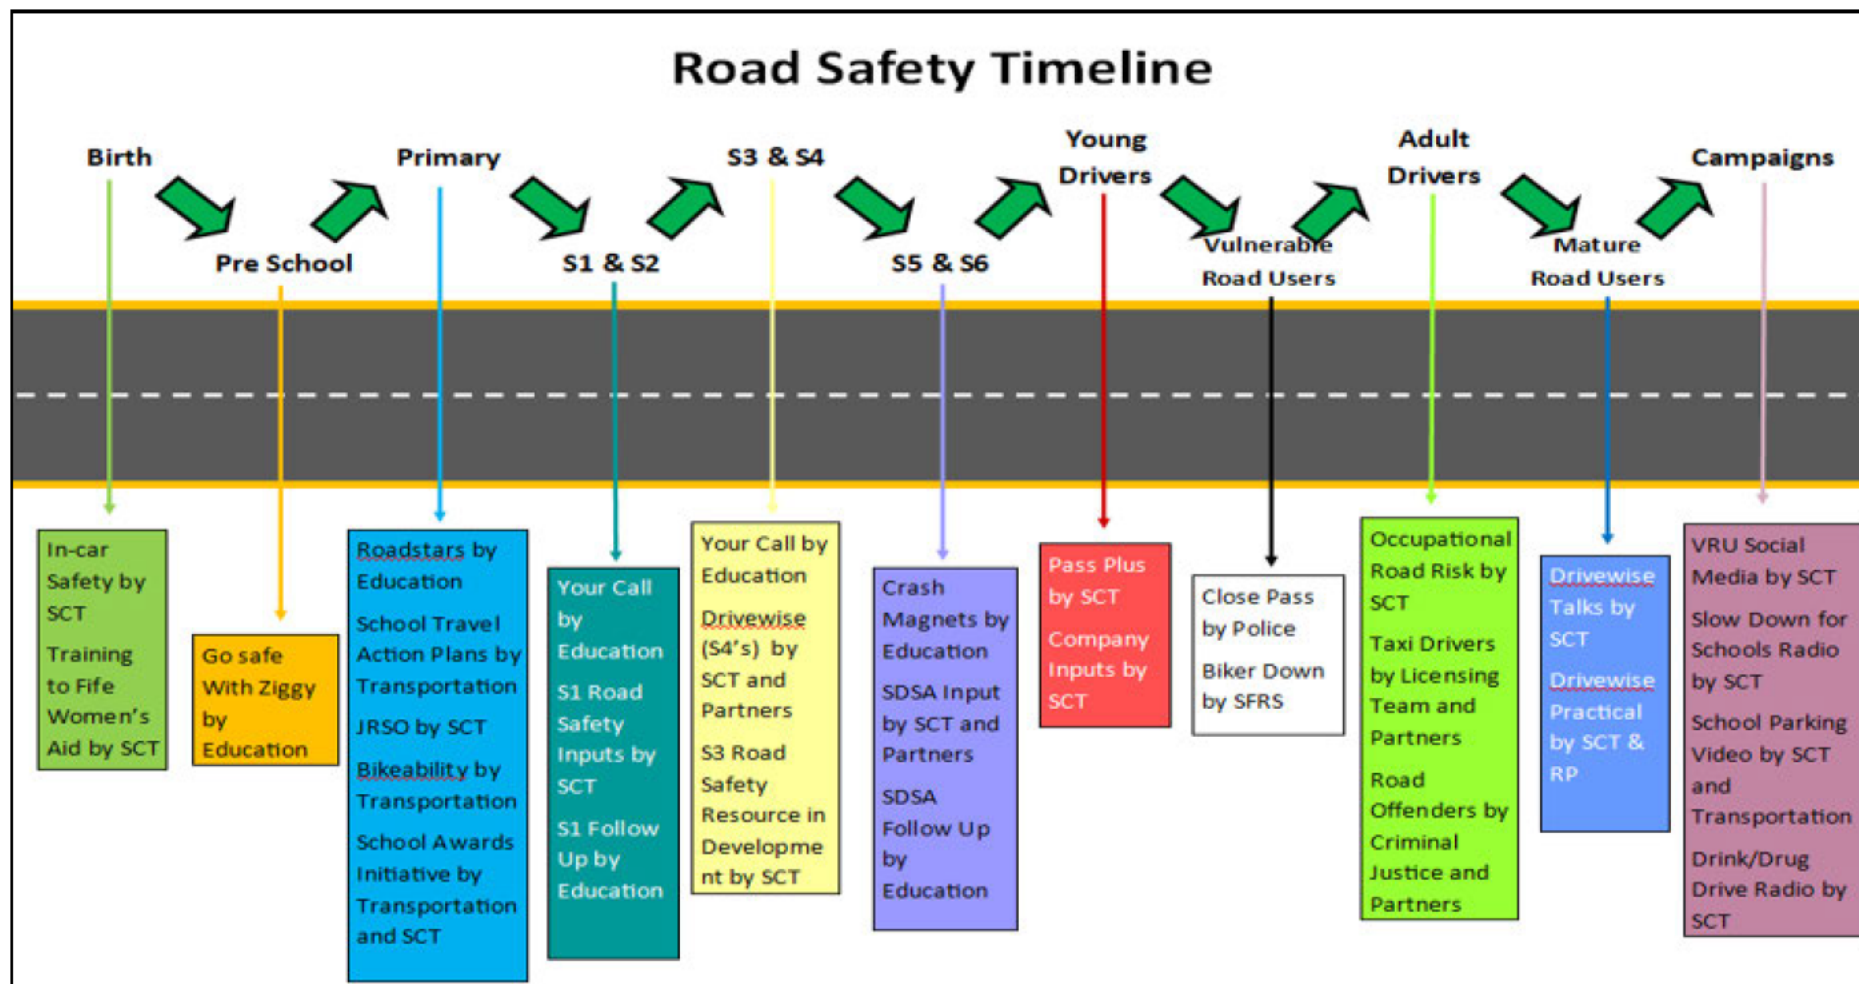 Road Safety Timeline
Birth
Pre School
Primary
S1 & S2
S3 & S4
S5 & S6
Young
Drivers
Vulnerable
Road Users
Adult
Drivers
Mature
Road Users
Campaigns
In-car
Safety by
SCT
Training
to Fife
Women's
Aid by SCT
Go safe
With Ziggy
by
Education
Roadstars by
Education
School Travel
Action Plans by
Transportation
JRSO by SCT
Bikeability by
Transportation
School Awards
Initiative by
Transportation
and SCT
Your Call
by
Education
S1 Road
Safety
Inputs by
SCT
S1 Follow
Up by
Education
Your Call by
Education
Drivewise
(S4's) by
SCT and
Partners
S3 Road
Safety
Resource in
Developme
nt by SCT
Crash
Magnets by
Education
SDSA Input
by SCT and
Partners
SDSA
Follow Up
by
Education
Pass Plus
by SCT
Company
Inputs by
SCT
Close Pass
by Police
Biker Down
by SFRS
Occupational
Road Risk by
SCT
Taxi Drivers
by Licensing
Team and
Partners
Road
Offenders by
Criminal
Justice and
Partners
Drivewise
Talks by
SCT
Drivewise
Practical
by SCT &
RP
VRU Social
Media by SCT
Slow Down for
Schools Radio
by SCT
School Parking
Video by SCT
and
Transportation
Drink/Drug
Drive Radio by
SCT